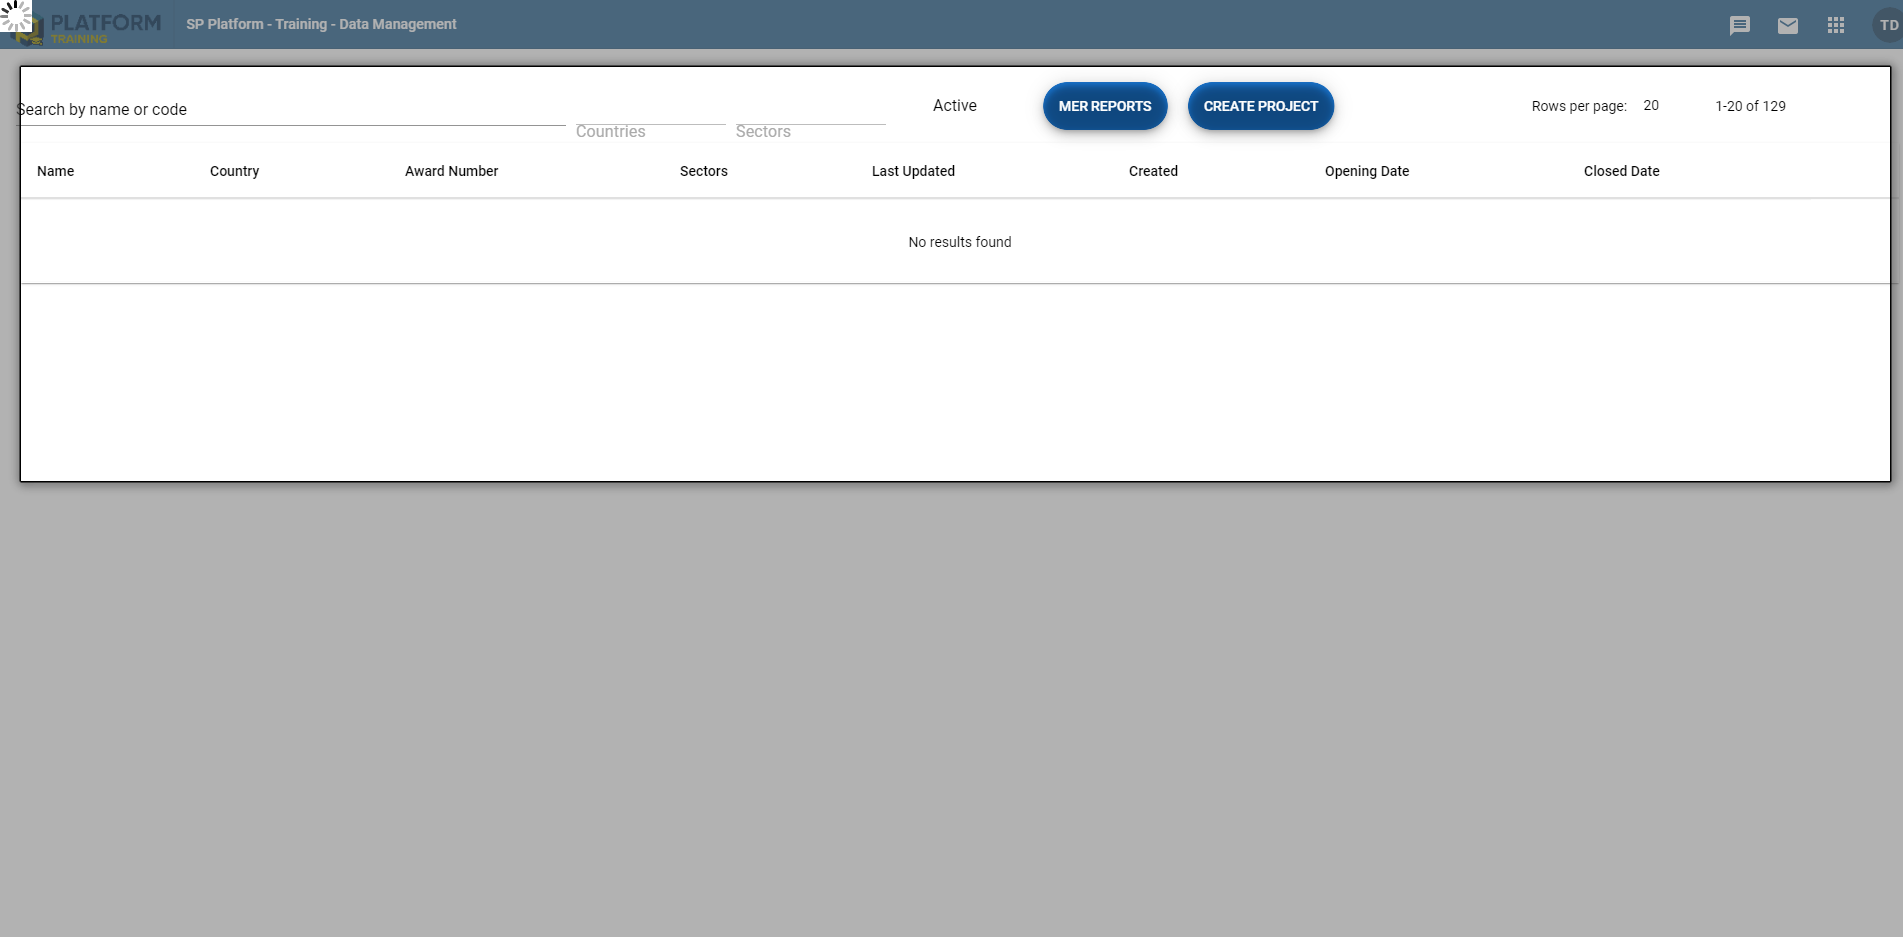 PLATFORM
TRAINING
SP Platform - Training - Data Management
TD
Search by name or code
Countries
Sectors
Active
MER REPORTS
CREATE PROJECT
Rows per page: 20
1-20 of 129
Name Country Award Number Sectors Last Updated Created Opening Date Closed Date
No results found